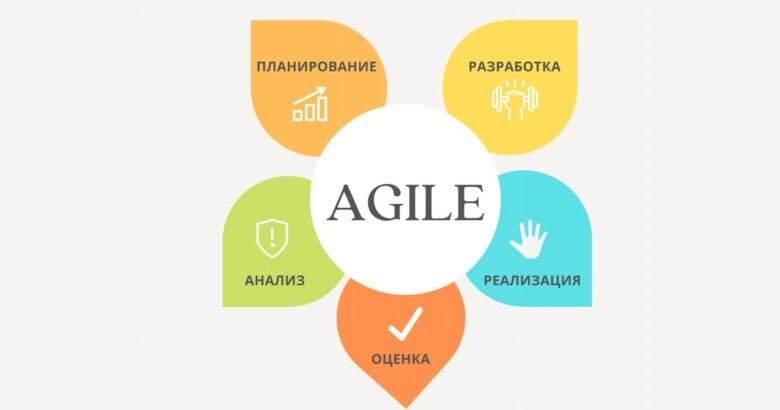 ПЛАНИРОВАНИЕ
РАЗРАБОТКА
AGILE
АНАЛИЗ
РЕАЛИЗАЦИЯ
ОЦЕНКА